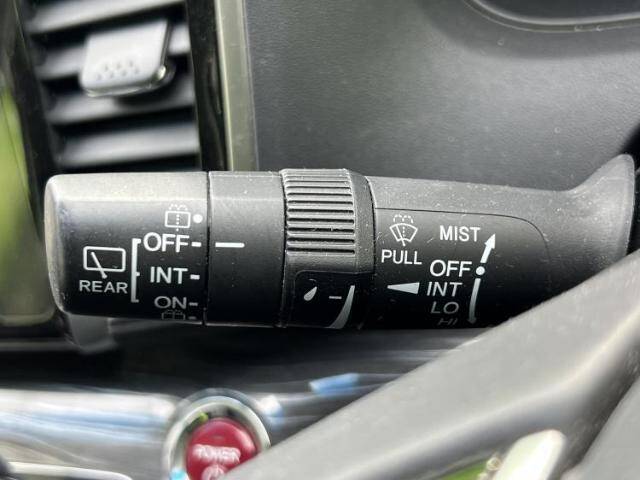 OFF
INT
REAR
ON
PULL
MIST
OFF
INT
LO
HI
POWER